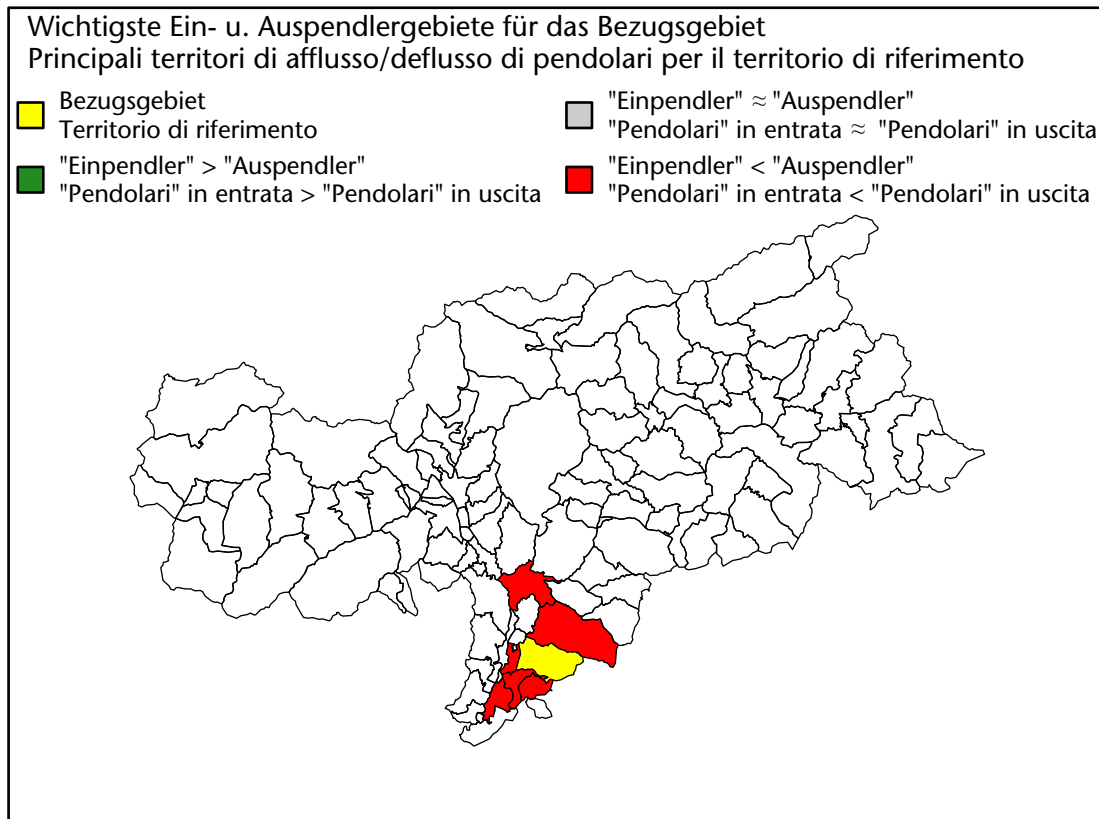 Wichtigste Ein- u. Auspendlergebiete für das Bezugsgebiet
Principali territori di afflusso/deflusso di pendolari per il territorio di riferimento
Bezugsgebiet
Territorio di riferimento
"Einpendler" > "Auspendler"
"Pendolari" in entrata > "Pendolari" in uscita
"Einpendler" ≈ "Auspendler"
"Pendolari" in entrata ≈ "Pendolari" in uscita
"Einpendler" < "Auspendler"
"Pendolari" in entrata < "Pendolari" in uscita